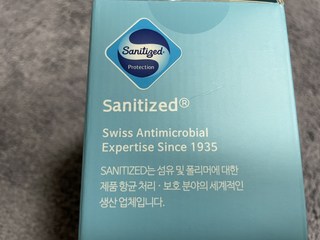 Sanitized®
Protection
Sanitized®
Swiss Antimicrobial
Expertise Since 1935
SANITIZED는 섬유 및 폴리머에 대한
제품 항균 처리 · 보호 분야의 세계적인
생산 업체입니다.